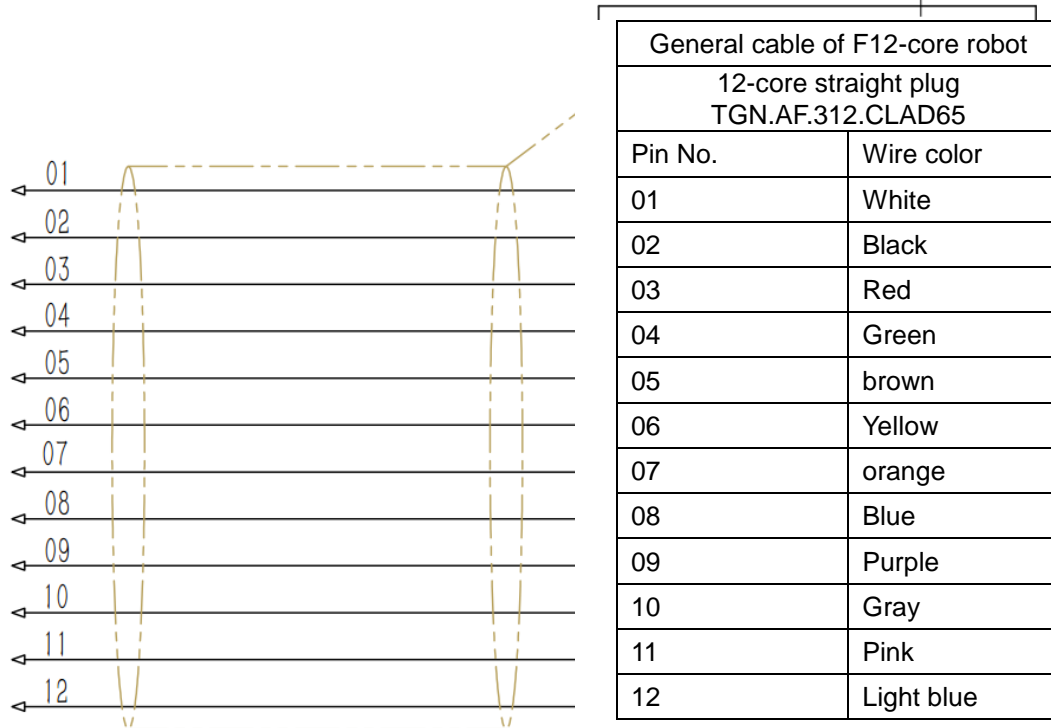 01
02
03
04
05
06
07
08
09
10
11
12
General cable of F12-core robot
12-core straight plug
TGN.AF.312.CLAD65
Pin No. Wire color
01 White
02 Black
03 Red
04 Green
05 brown
06 Yellow
07 orange
08 Blue
09 Purple
10 Gray
11 Pink
12 Light blue